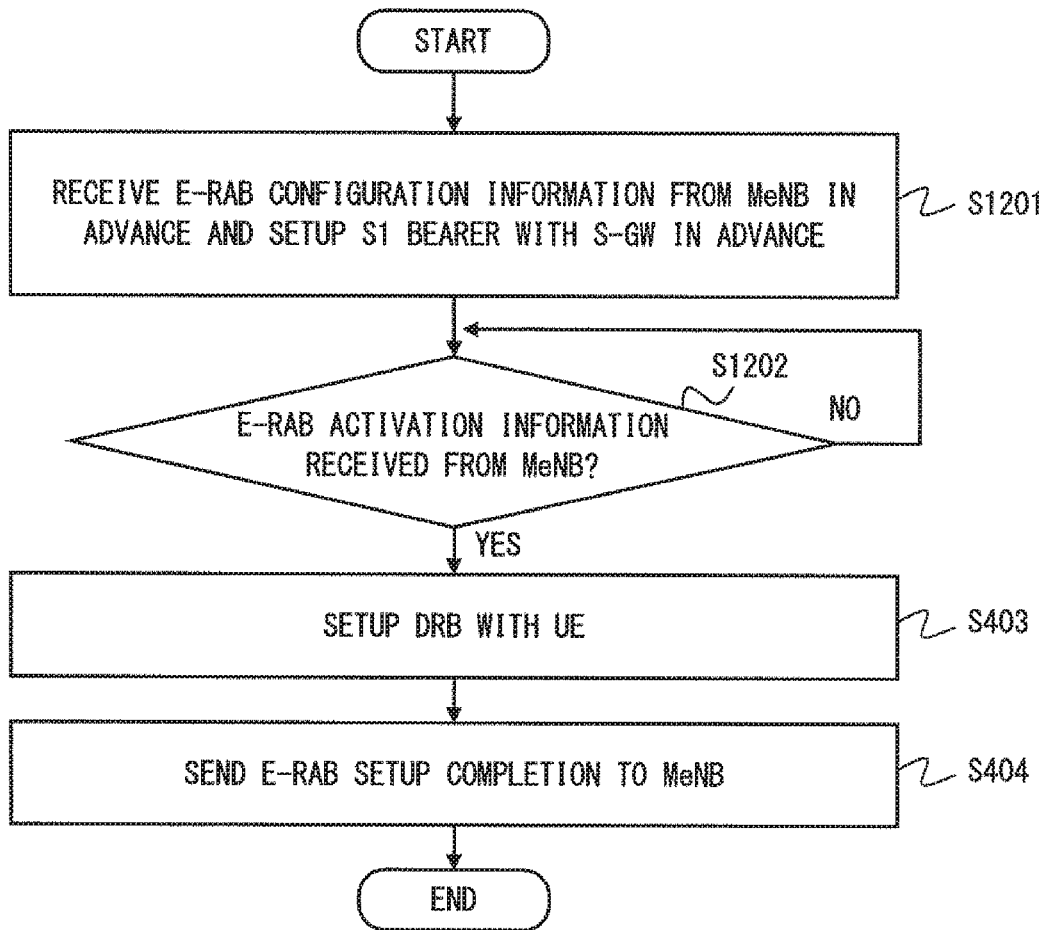 START
RECEIVE E-RAB CONFIGURATION INFORMATION FROM MeNB IN
ADVANCE AND SETUP S1 BEARER WITH S-GW IN ADVANCE
S1201
S1202
E-RAB ACTIVATION INFORMATION
RECEIVED FROM MeNB?
NO
YES
SETUP DRB WITH UE
S403
SEND E-RAB SETUP COMPLETION TO MeNB
S404
END